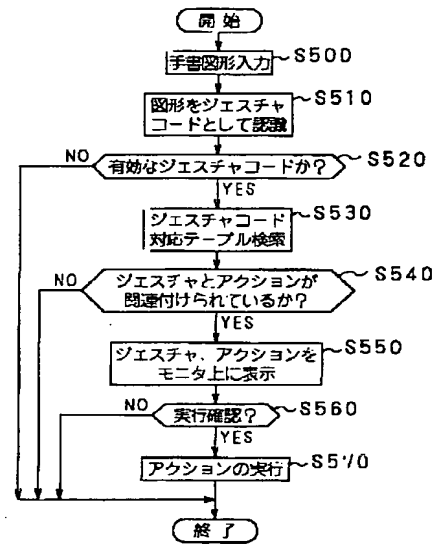 開始
手書図形入力
S500
図形をジェスチャ
コードとして認識
S510
有効なジェスチャコードか?
S520
NO
YES
ジェスチャコード
対応テーブル検索
S530
ジェスチャとアクションが
関連付けられているか?
S540
NO
YES
ジェスチャ、アクションを
モニタ上に表示
S550
実行確認?
S560
NO
YES
アクションの実行
S570
終了